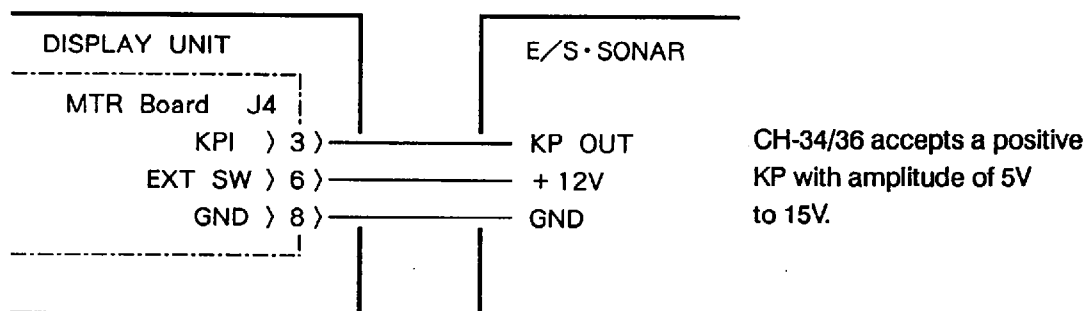 DISPLAY UNIT
E/S・SONAR
MTR Board J4
KPI 〉 3 〉 KP OUT
EXT SW 〉 6 〉 + 12V
GND 〉 8 〉 GND
CH-34/36 accepts a positive
KP with amplitude of 5V
to 15V.